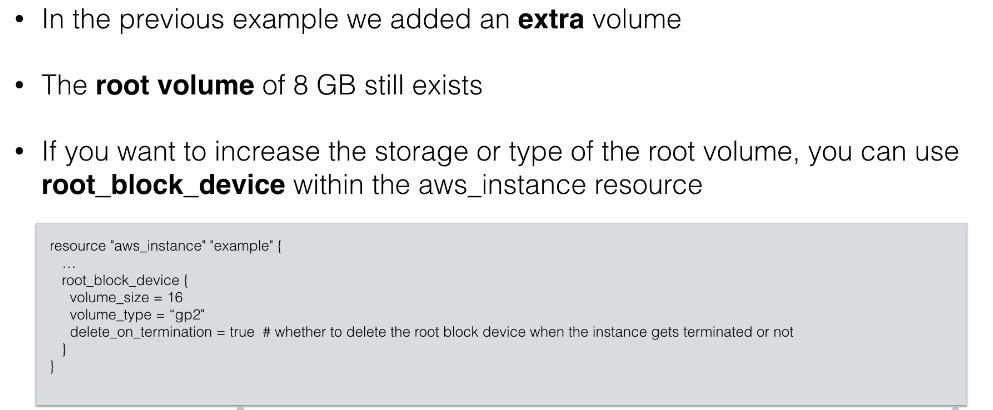 • In the previous example we added an extra volume
• The root volume of 8 GB still exists
• If you want to increase the storage or type of the root volume, you can use
root_block_device within the aws_instance resource
resource "aws_instance" "example" {
...
root_block_device {
volume_size = 16
volume_type = “gp2"
delete_on_termination = true # whether to delete the root block device when the instance gets terminated or not
}
}